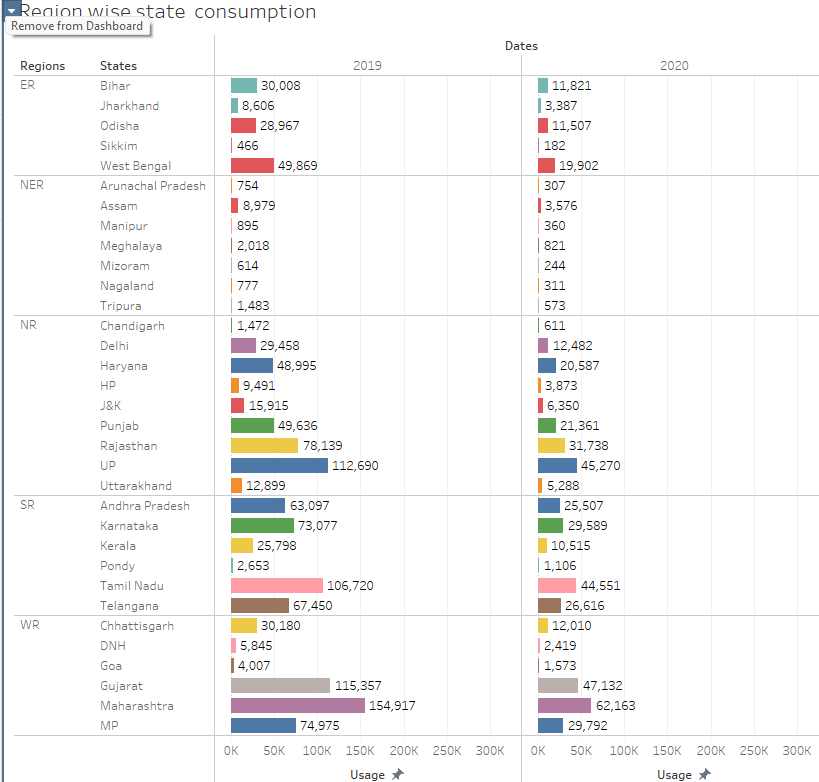 Region wise state consumption
Remove from Dashboard
Dates
Regions States 2019 2020
ER Bihar 30,008 11,821
Jharkhand 8,606 3,387
Odisha 28,967 11,507
Sikkim 466 182
West Bengal 49,869 19,902
NER Arunachal Pradesh 754 307
Assam 8,979 3,576
Manipur 895 360
Meghalaya 2,018 821
Mizoram 614 244
Nagaland 777 311
Tripura 1,483 573
NR Chandigarh 1,472 611
Delhi 29,458 12,482
Haryana 48,995 20,587
HP 9,491 3,873
J&K 15,915 6,350
Punjab 49,636 21,361
Rajasthan 78,139 31,738
UP 112,690 45,270
Uttarakhand 12,899 5,288
SR Andhra Pradesh 63,097 25,507
Karnataka 73,077 29,589
Kerala 25,798 10,515
Pondy 2,653 1,106
Tamil Nadu 106,720 44,551
Telangana 67,450 26,616
WR Chhattisgarh 30,180 12,010
DNH 5,845 2,419
Goa 4,007 1,573
Gujarat 115,357 47,132
Maharashtra 154,917 62,163
MP 74,975 29,792
0K 50K 100K 150K 200K 250K 300K 0K 50K 100K 150K 200K 250K 300K
Usage Usage